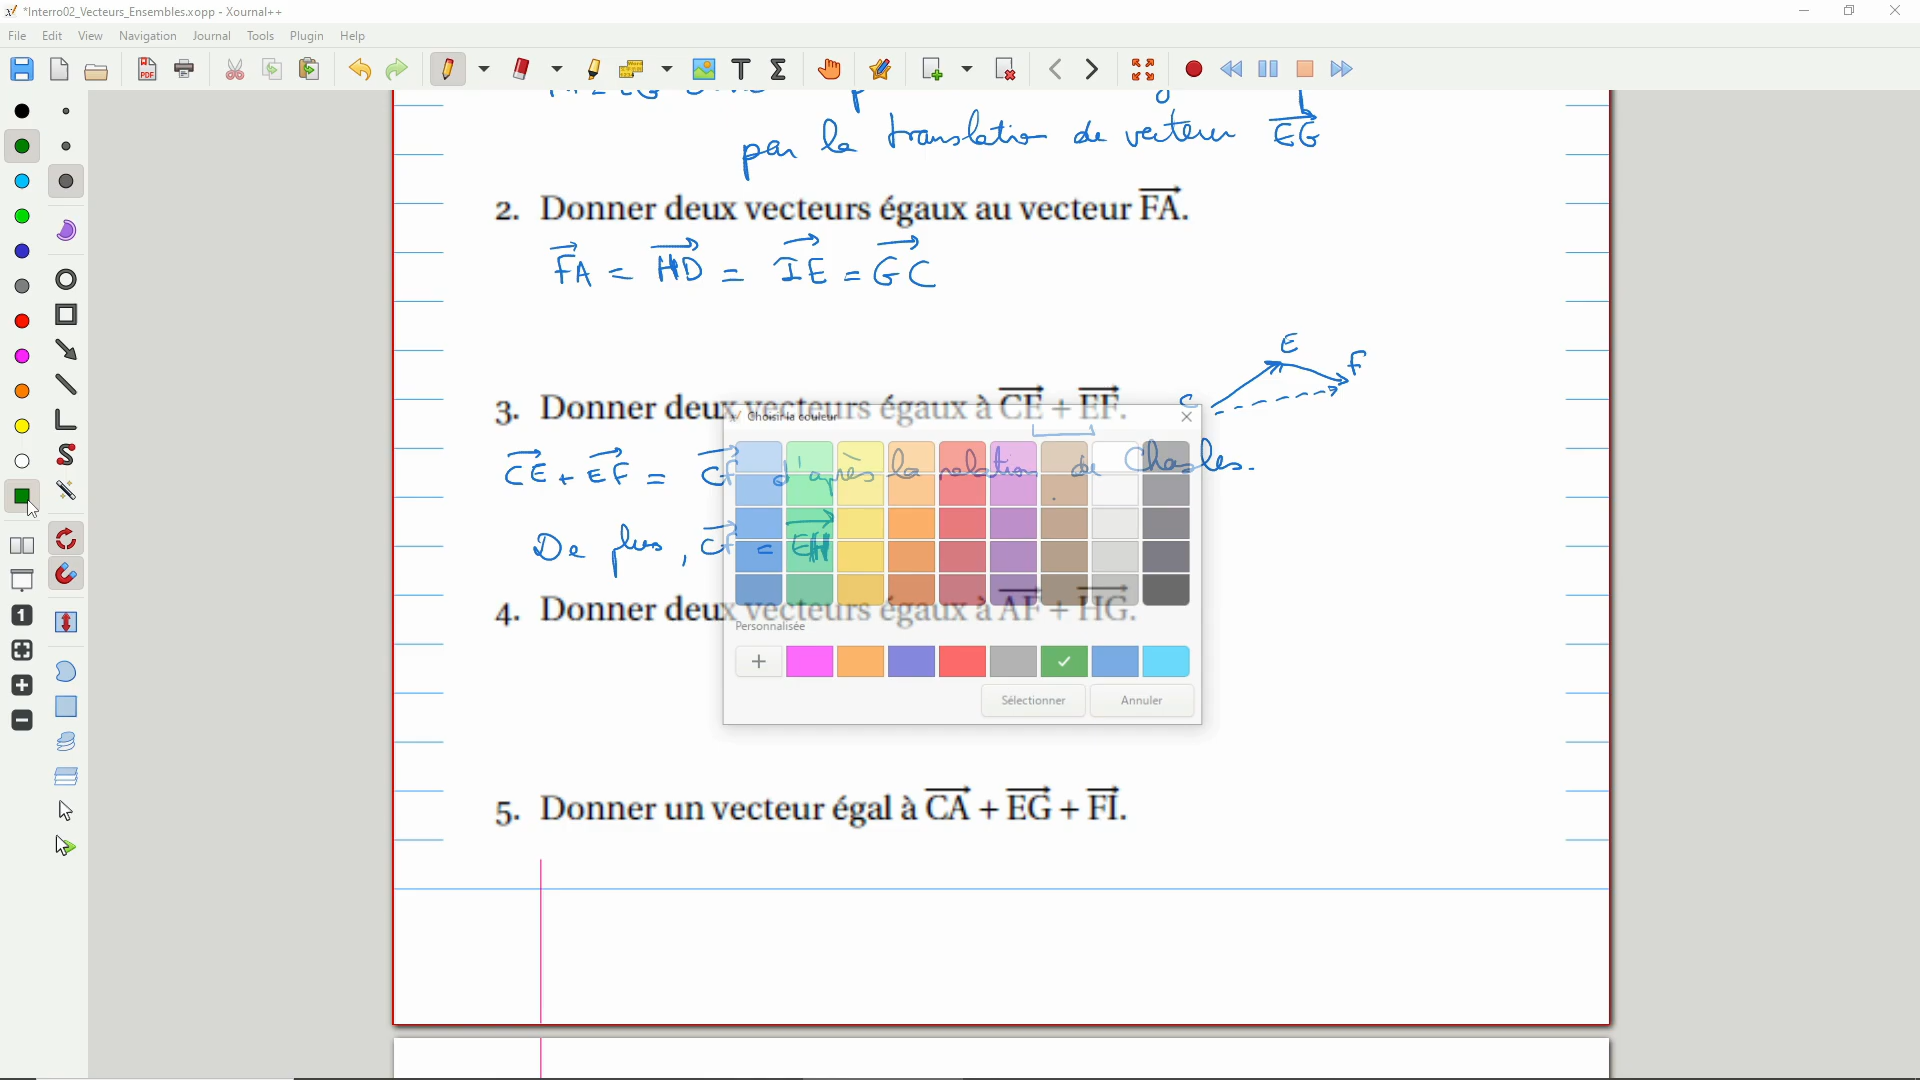 *Interro02_Vecteurs_Ensembles.xopp - Xournal++
File Edit View Navigation Journal Tools Plugin Help
par la translation de vecteur EG
2. Donner deux vecteurs égaux au vecteur FA.
FA = HD = IE = GC
E
F
C
3. Donner deux vecteurs égaux à CE + EF.
Choisir la couleur
CE + EF = CF d'après la relation de Chasles.
De plus, CF = EH
4. Donner deux vecteurs égaux à AF + HG.
Personnalisée
Sélectionner Annuler
5. Donner un vecteur égal à CA + EG + FI.